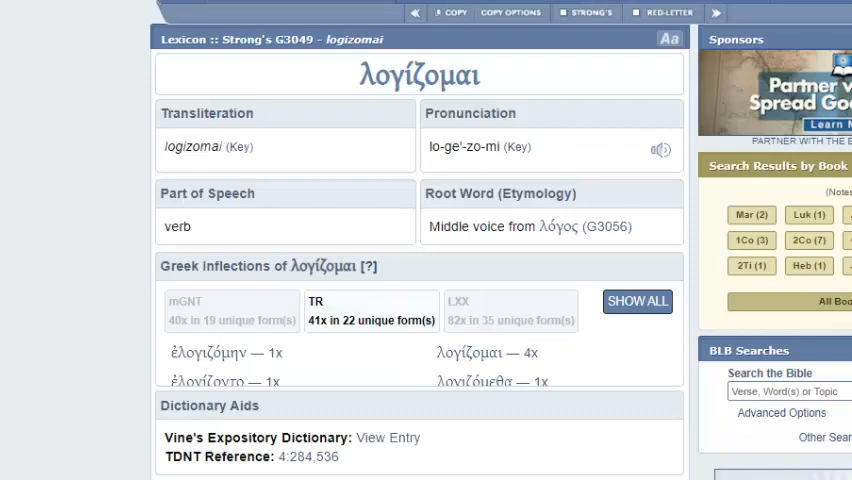 COPY COPY OPTIONS STRONG'S RED-LETTER
Lexicon :: Strong's G3049 - logizomai Aa
λογίζομαι
Transliteration
logizomai (Key)
Pronunciation
lo-ge'-zo-mi (Key)
Part of Speech
verb
Root Word (Etymology)
Middle voice from λόγος (G3056)
Greek Inflections of λογίζομαι [?]
mGNT
40x in 19 unique form(s)
TR
41x in 22 unique form(s)
LXX
82x in 35 unique form(s)
SHOW ALL
ἐλογιζόμην — 1x
λογίζομαι — 4x
ἐλογίζοντο — 1x
λογιζόμεθα — 1x
Dictionary Aids
Vine's Expository Dictionary: View Entry
TDNT Reference: 4:284,536
Sponsors
Partner
Spread
Learn
PARTNER WITH THE
Search Results by Book
Mar (2) Luk (1)
1Co (3) 2Co (7)
2Ti (1) Heb (1)
All
BLB Searches
Search the Bible
Verse, Word(s) or Topic
Advanced Options
Other